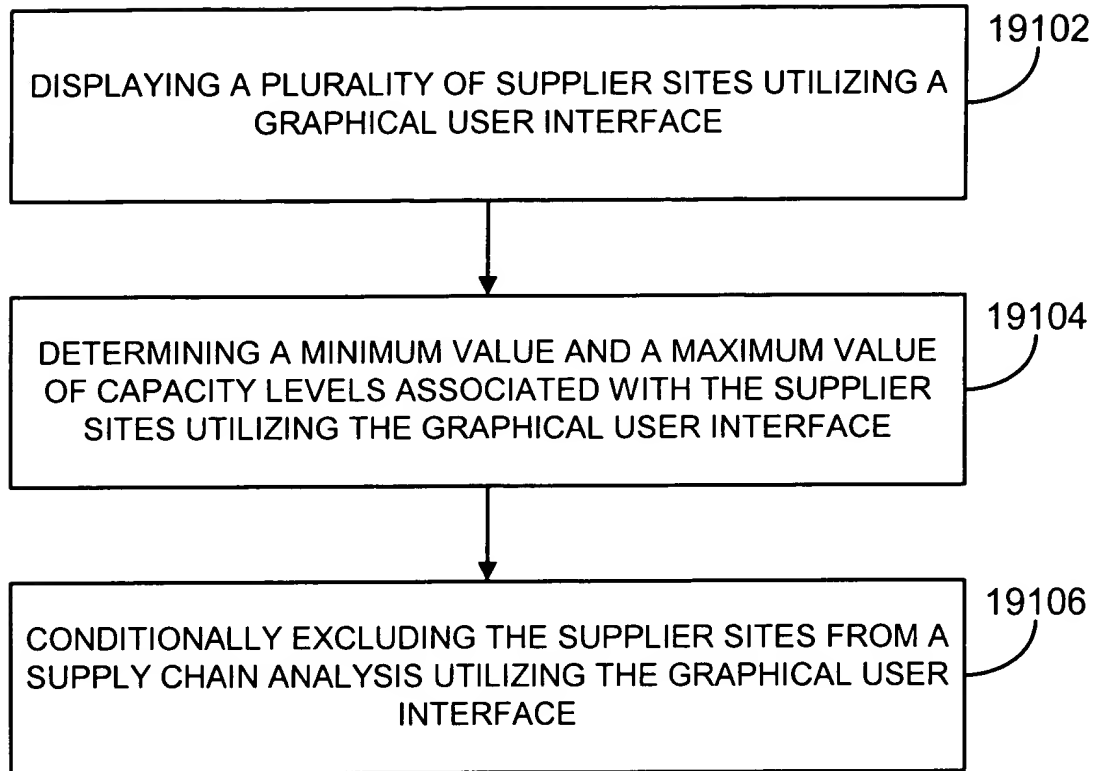 19102
DISPLAYING A PLURALITY OF SUPPLIER SITES UTILIZING A
GRAPHICAL USER INTERFACE
19104
DETERMINING A MINIMUM VALUE AND A MAXIMUM VALUE
OF CAPACITY LEVELS ASSOCIATED WITH THE SUPPLIER
SITES UTILIZING THE GRAPHICAL USER INTERFACE
19106
CONDITIONALLY EXCLUDING THE SUPPLIER SITES FROM A
SUPPLY CHAIN ANALYSIS UTILIZING THE GRAPHICAL USER
INTERFACE